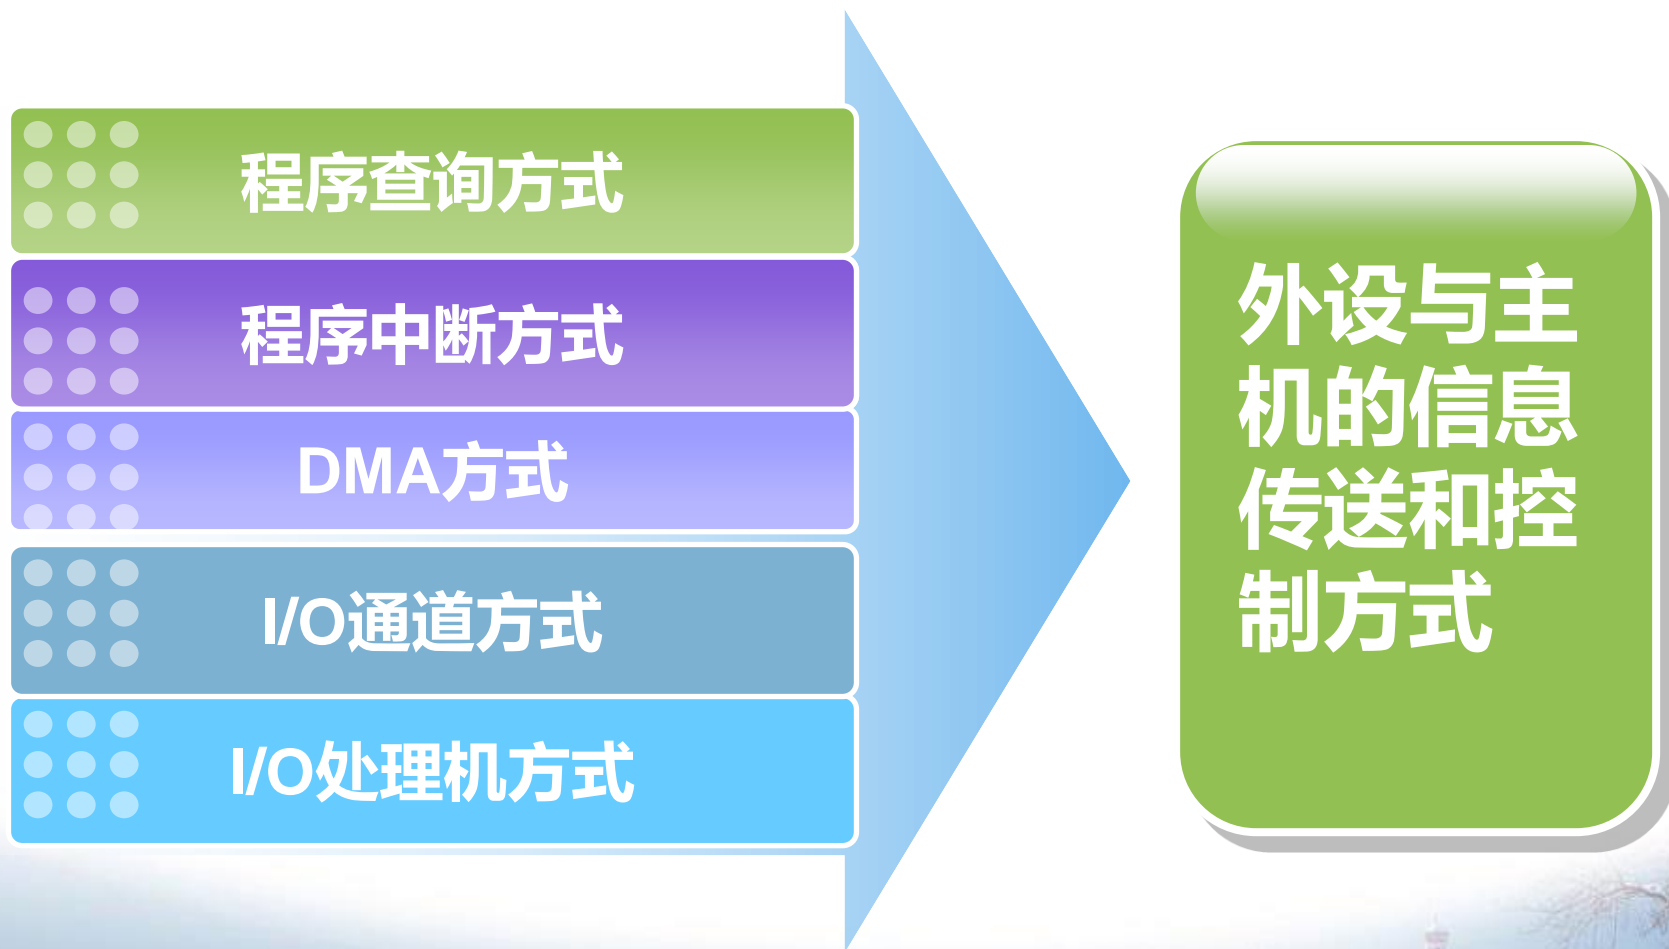 程序查询方式
程序中断方式
DMA方式
I/O通道方式
I/O处理机方式
外设与主
机的信息
传送和控
制方式